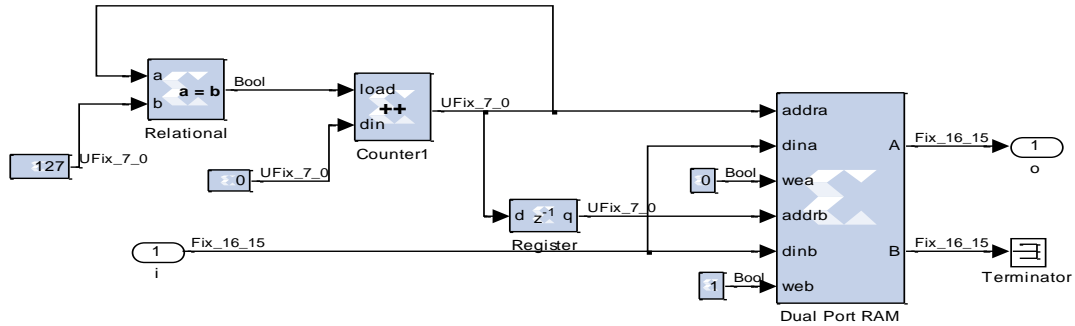 a
b
a = b
Relational
Bool
load
din
++
Counter1
UFix_7_0
127
UFix_7_0
0
UFix_7_0
d z-1 q
Register
UFix_7_0
1
i
Fix_16_15
addra
dina
wea
addrb
dinb
web
A
B
Dual Port RAM
0
Bool
1
Bool
Fix_16_15
1
o
Fix_16_15
Terminator